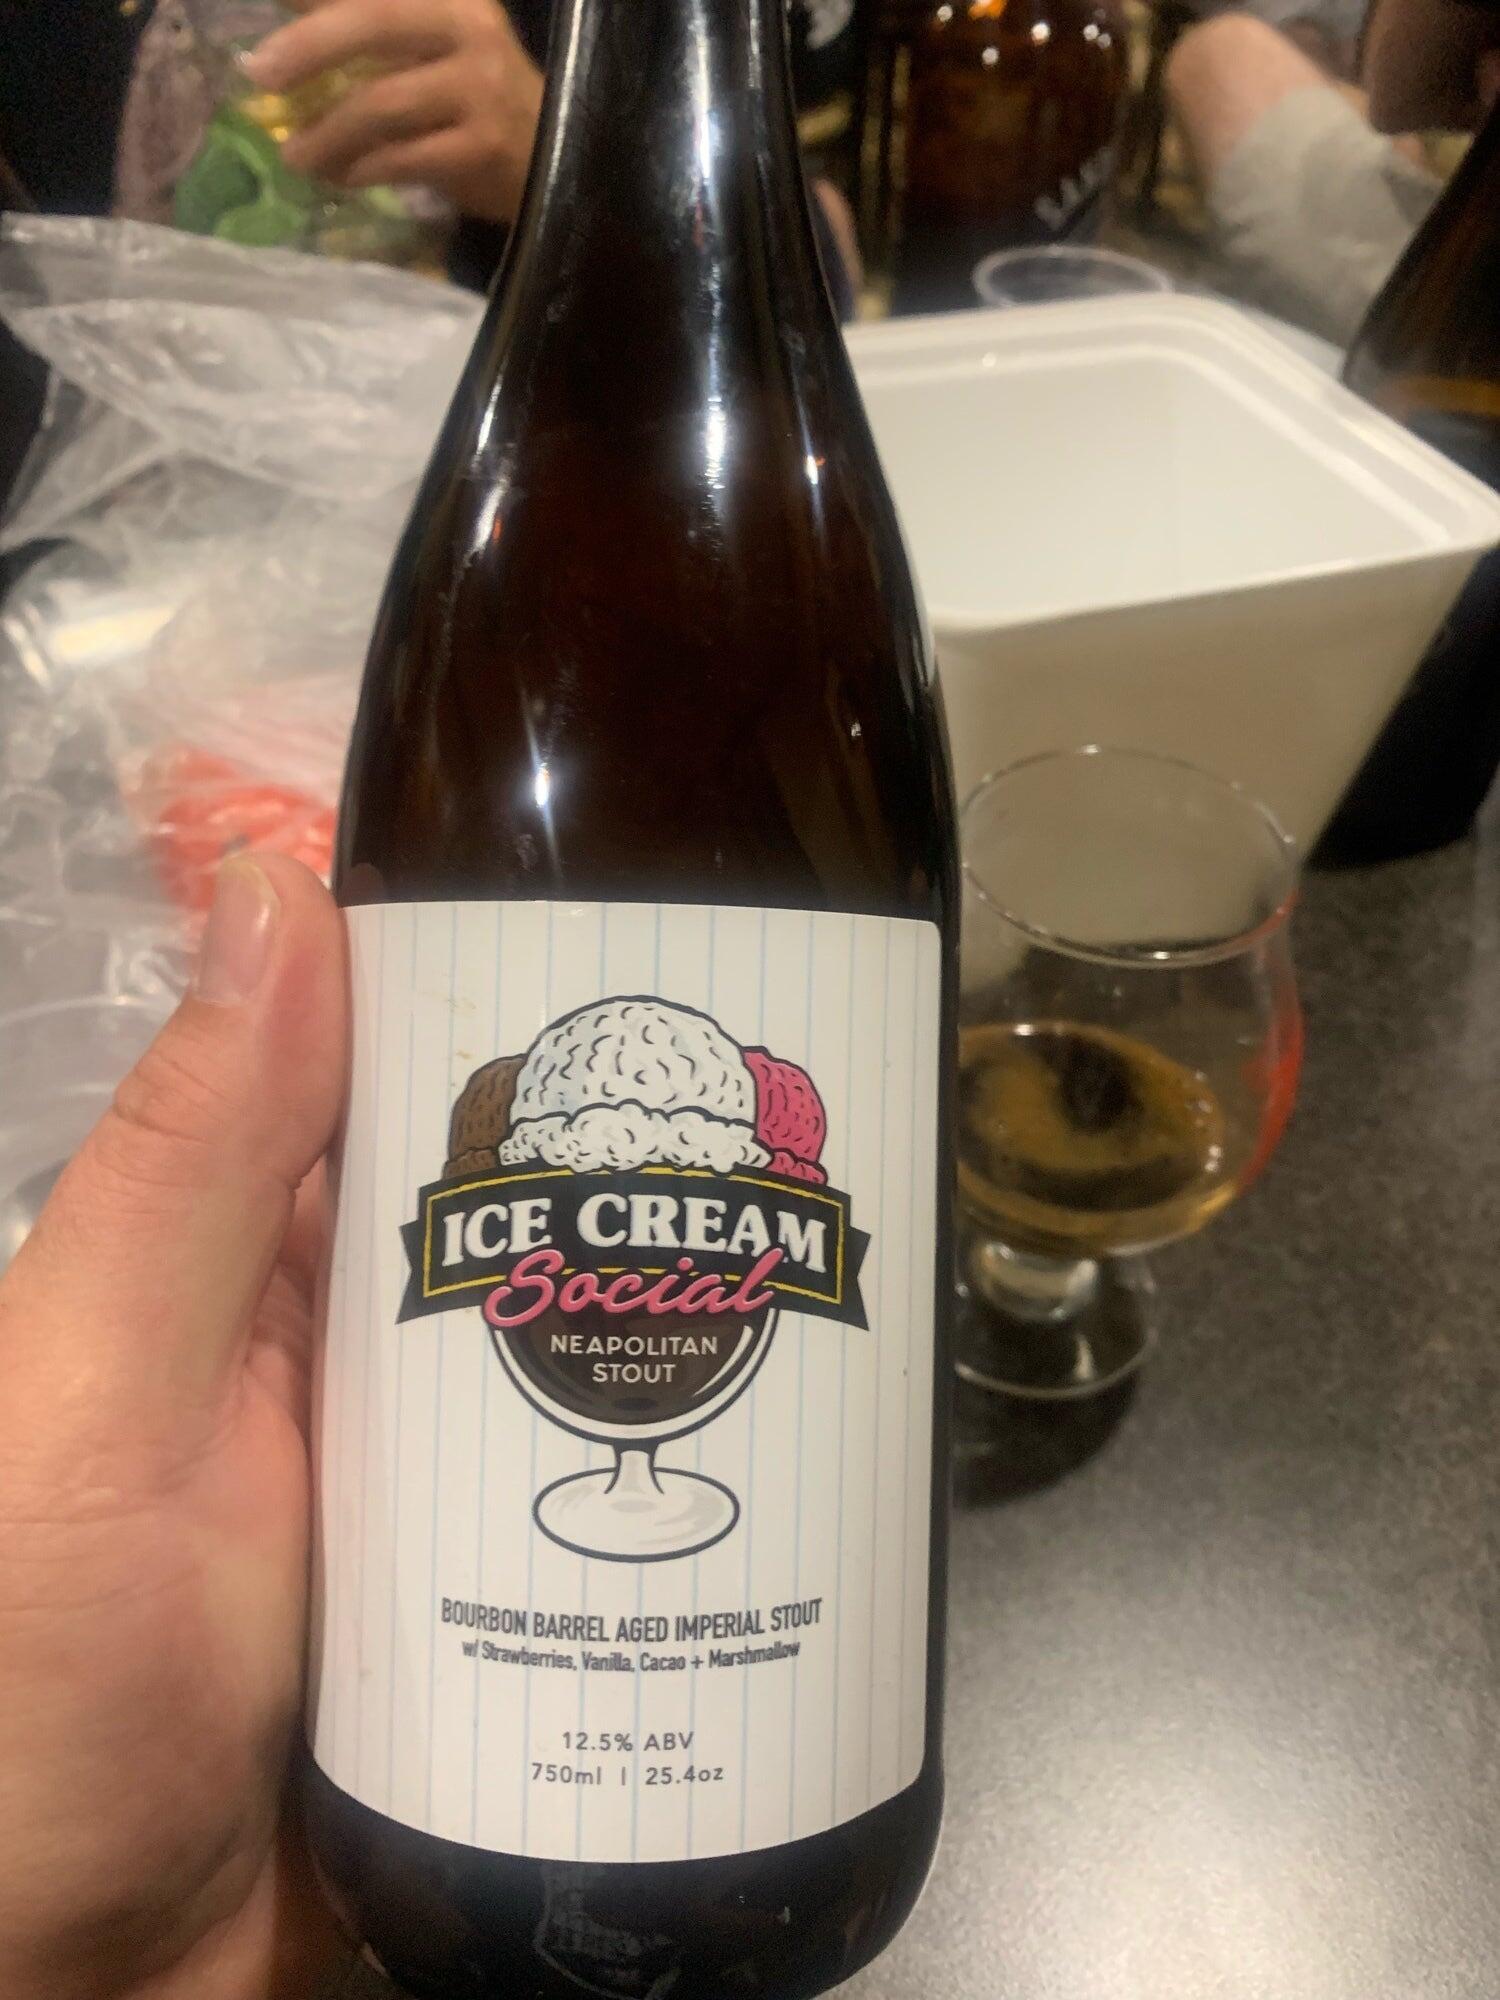 ICE CREAM
Social
NEAPOLITAN
STOUT
BOURBON BARREL AGED IMPERIAL STOUT
w/ Strawberries, Vanilla, Cacao + Marshmallow
12.5% ABV
750ml | 25.4oz